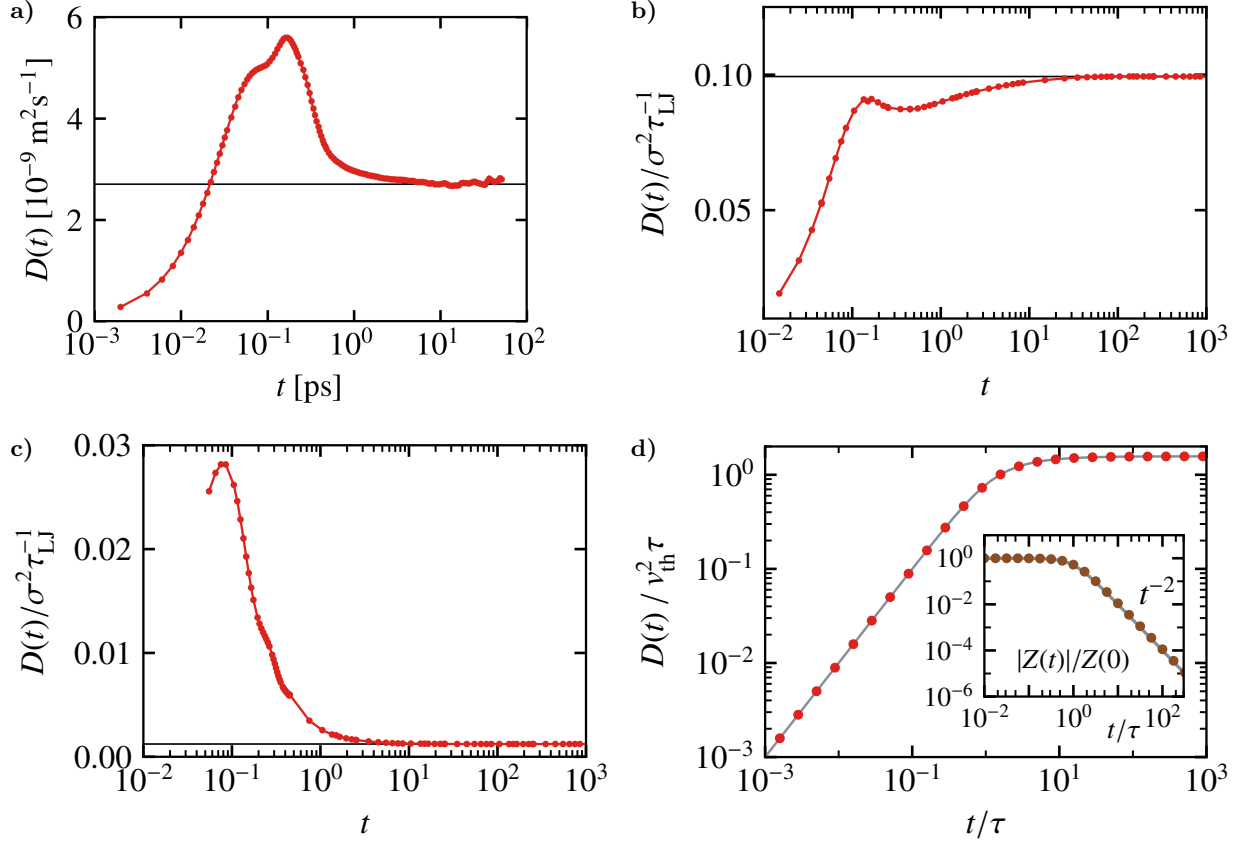 a)
D(t) [10⁻⁹ m²s⁻¹]
6
4
2
0
10⁻³ 10⁻² 10⁻¹ 10⁰ 10¹ 10²
t [ps]
b)
D(t)/σ²τ_LJ⁻¹
0.10
0.05
10⁻² 10⁻¹ 10⁰ 10¹ 10² 10³
t
c)
D(t)/σ²τ_LJ⁻¹
0.03
0.02
0.01
0.00
10⁻² 10⁻¹ 10⁰ 10¹ 10² 10³
t
d)
D(t) / v_th² τ
10⁰
10⁻¹
10⁻²
10⁻³
10⁻³ 10⁻¹ 10¹ 10³
t/τ
10⁰
10⁻²
10⁻⁴
10⁻⁶
t⁻²
|Z(t)|/Z(0)
10⁻² 10⁰ 10²
t/τ